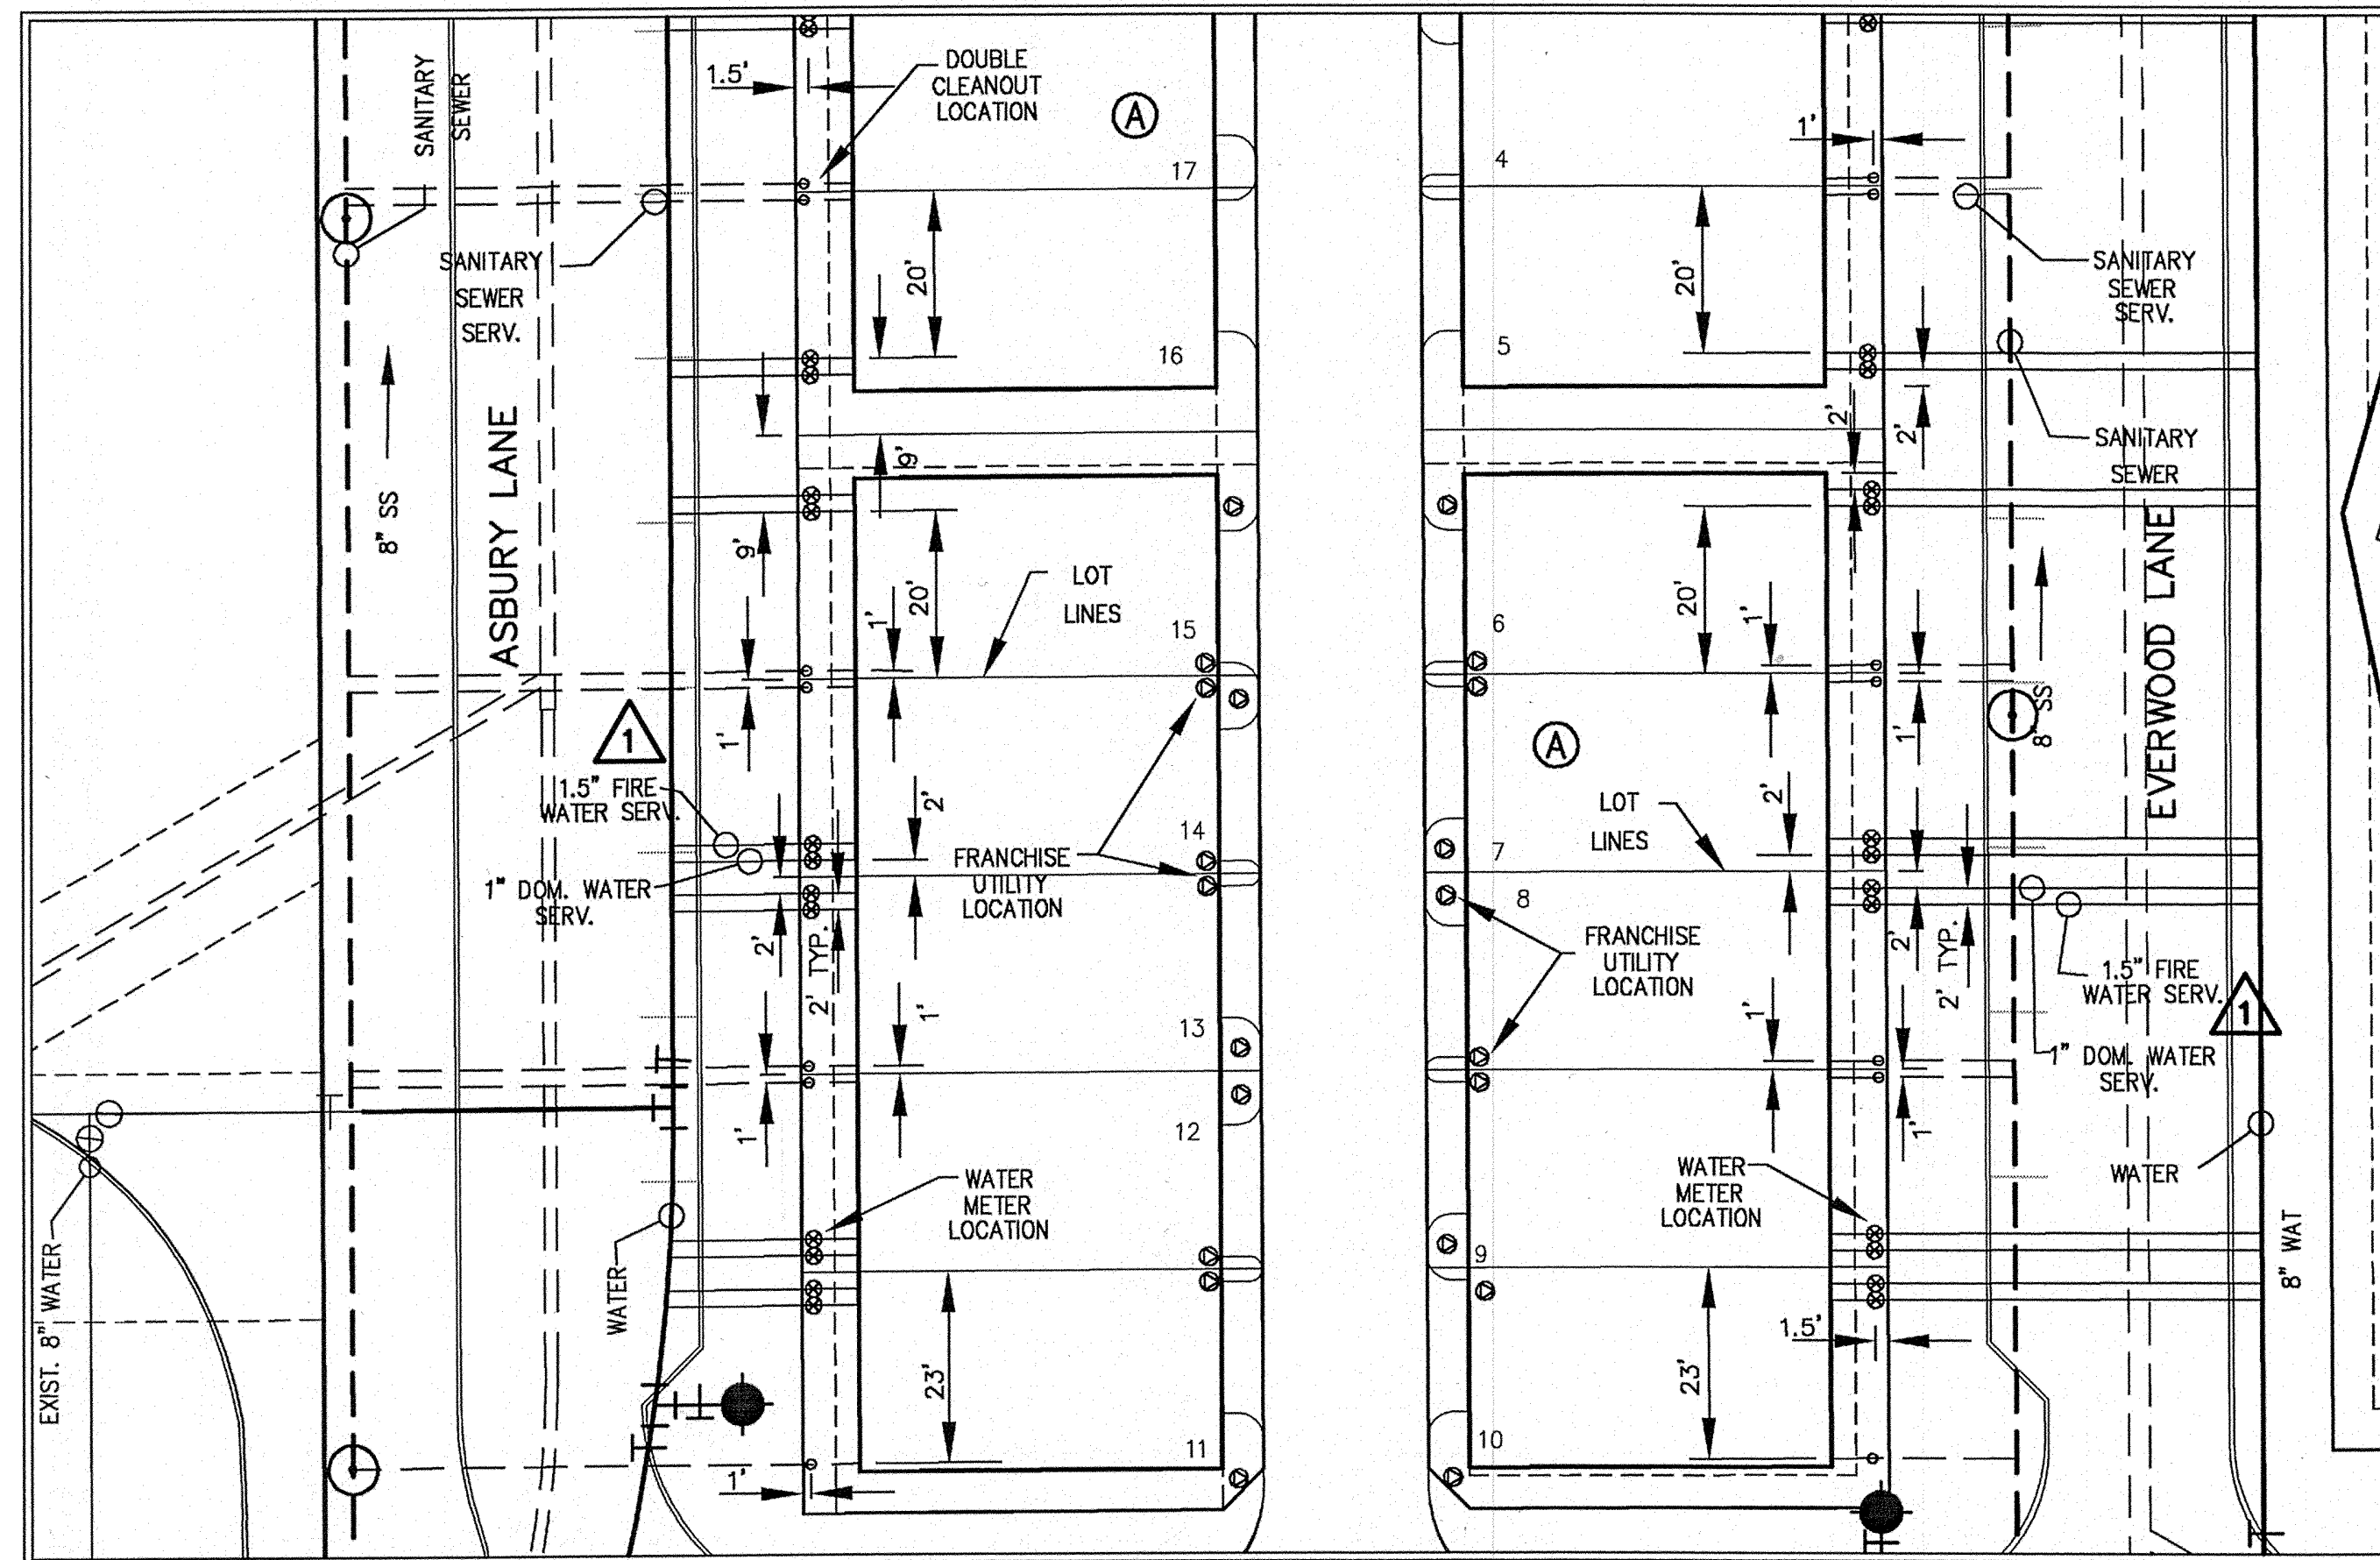 SANITARY
SEWER
1.5'
DOUBLE
CLEANOUT
LOCATION
A
17
4
1'
SANITARY
SEWER
SERV.
20'
20'
SANITARY
SEWER
SERV.
16
5
8" SS
ASBURY LANE
9'
2'
2'
SANITARY
SEWER
9'
20'
1'
LOT
LINES
15
6
20'
1'
EVERWOOD LANE
1
1'
A
1'
8" SS
1.5" FIRE
WATER SERV.
2'
14
LOT
LINES
2'
7
1" DOM. WATER
SERV.
FRANCHISE
UTILITY
LOCATION
8
2'
2' TYP.
FRANCHISE
UTILITY
LOCATION
2'
2' TYP.
1.5" FIRE
WATER SERV.
1
1'
13
1'
1" DOM. WATER
SERV.
1'
12
1'
WATER
METER
LOCATION
WATER
METER
LOCATION
WATER
EXIST. 8" WATER
WATER
9
8" WAT
23'
23'
1.5'
11
10
1'